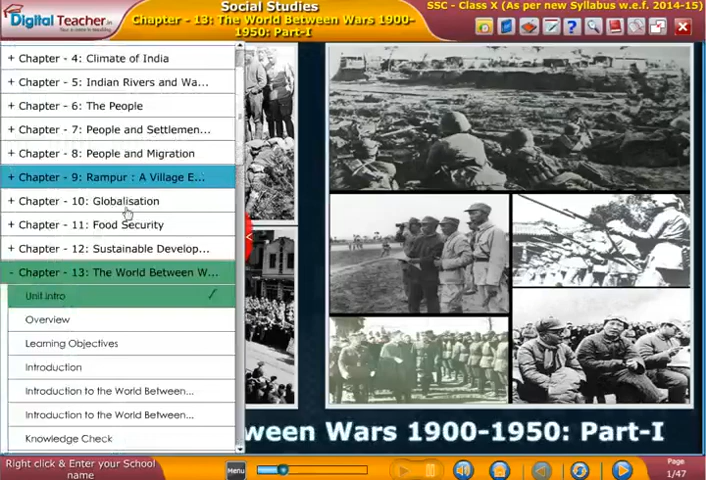 Digital Teacher.in
Social Studies
Chapter - 13: The World Between Wars 1900-
1950: Part-I
SSC - Class X (As per new Syllabus w.e.f. 2014-15)
+ Chapter - 4: Climate of India
+ Chapter - 5: Indian Rivers and Wa...
+ Chapter - 6: The People
+ Chapter - 7: People and Settlemen...
+ Chapter - 8: People and Migration
+ Chapter - 9: Rampur : A Village E...
+ Chapter - 10: Globalisation
+ Chapter - 11: Food Security
+ Chapter - 12: Sustainable Develop...
- Chapter - 13: The World Between W...
Unit Intro
Overview
Learning Objectives
Introduction
Introduction to the World Between...
Introduction to the World Between...
Knowledge Check
ween Wars 1900-1950: Part-I
Right click & Enter your School
name
Menu
Page
1/47